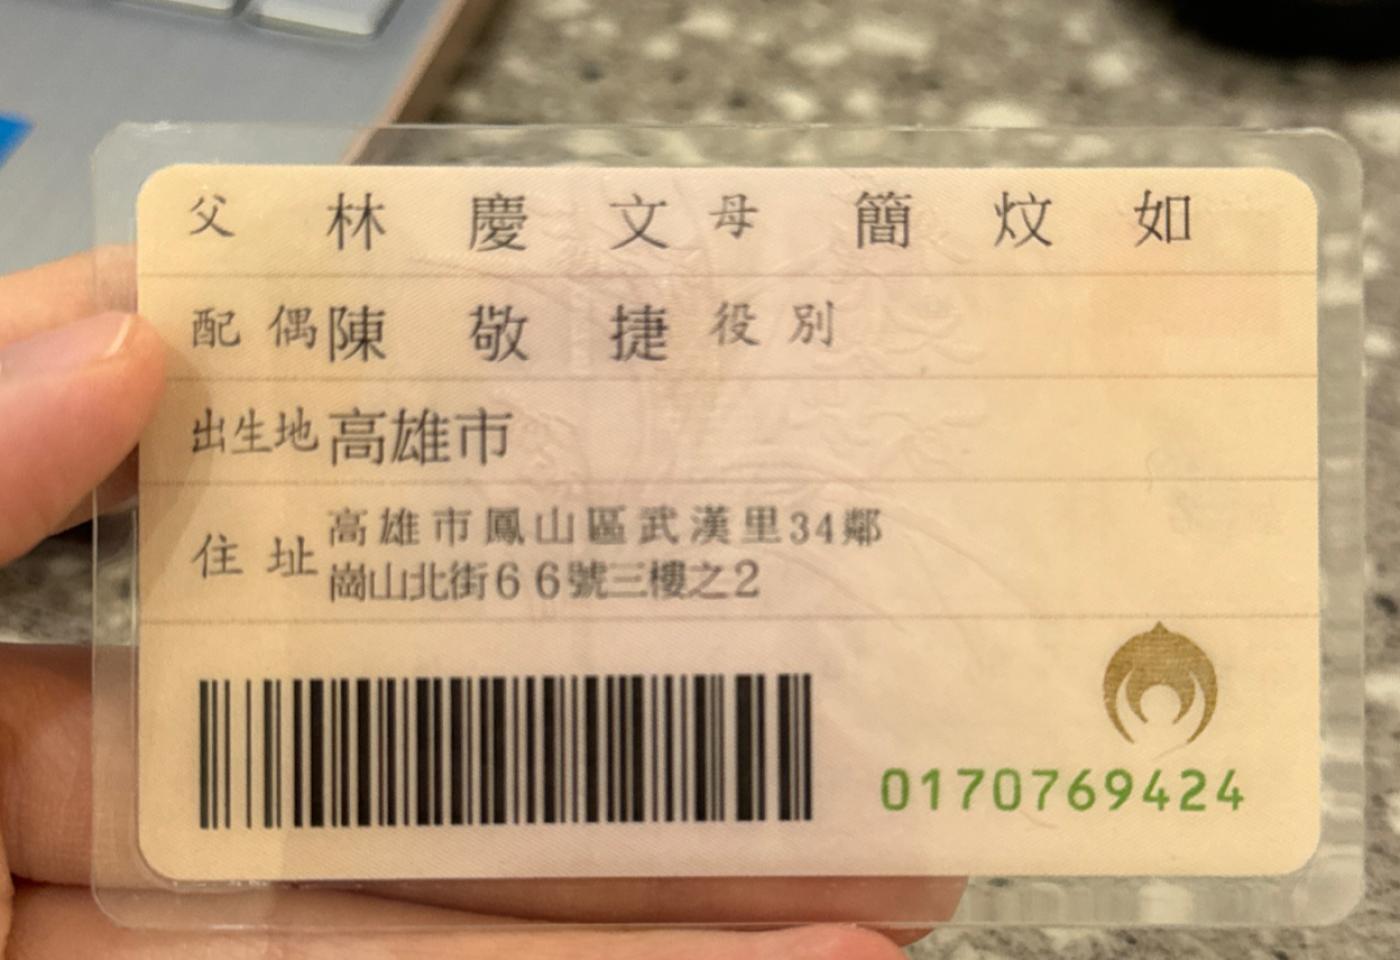 父 林慶文 母 簡炆如
配偶 陳敬捷 役別
出生地 高雄市
住址 高雄市鳳山區武漢里34鄰
崗山北街66號三樓之2
0170769424